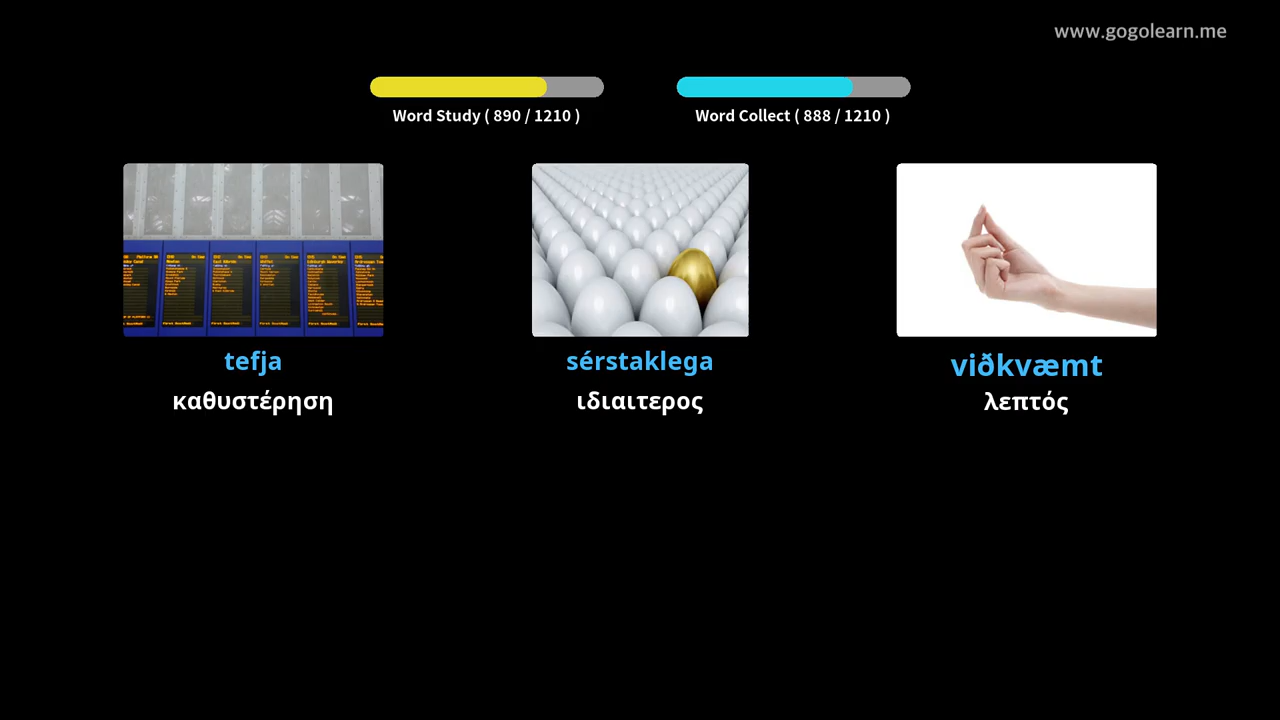 www.gogolearn.me
Word Study ( 890 / 1210 )
Word Collect ( 888 / 1210 )
tefja
καθυστέρηση
sérstaklega
ιδιαιτερος
viðkvæmt
λεπτός